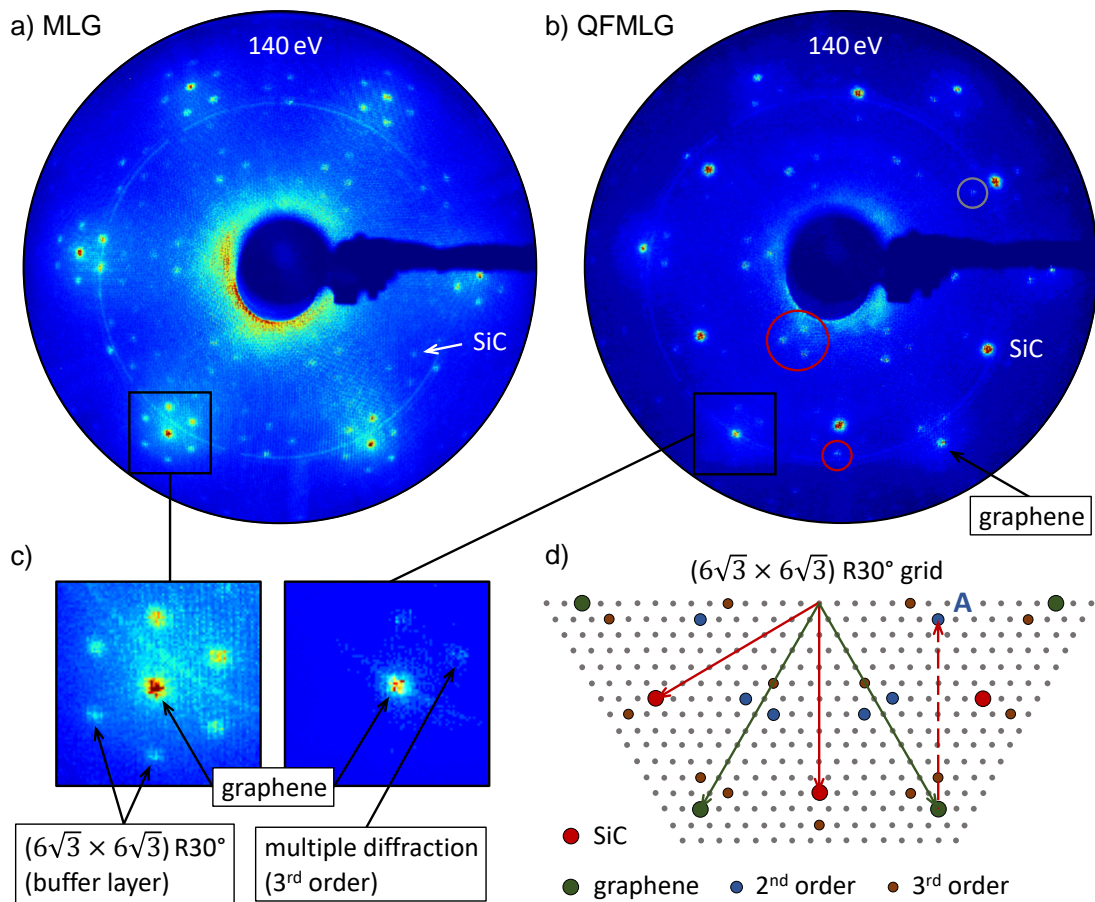 a) MLG
140 eV
SiC
b) QFMLG
140 eV
SiC
graphene
c)
graphene
(6√3 × 6√3) R30°
(buffer layer)
multiple diffraction
(3rd order)
d)
(6√3 × 6√3) R30° grid
A
SiC
graphene
2nd order
3rd order